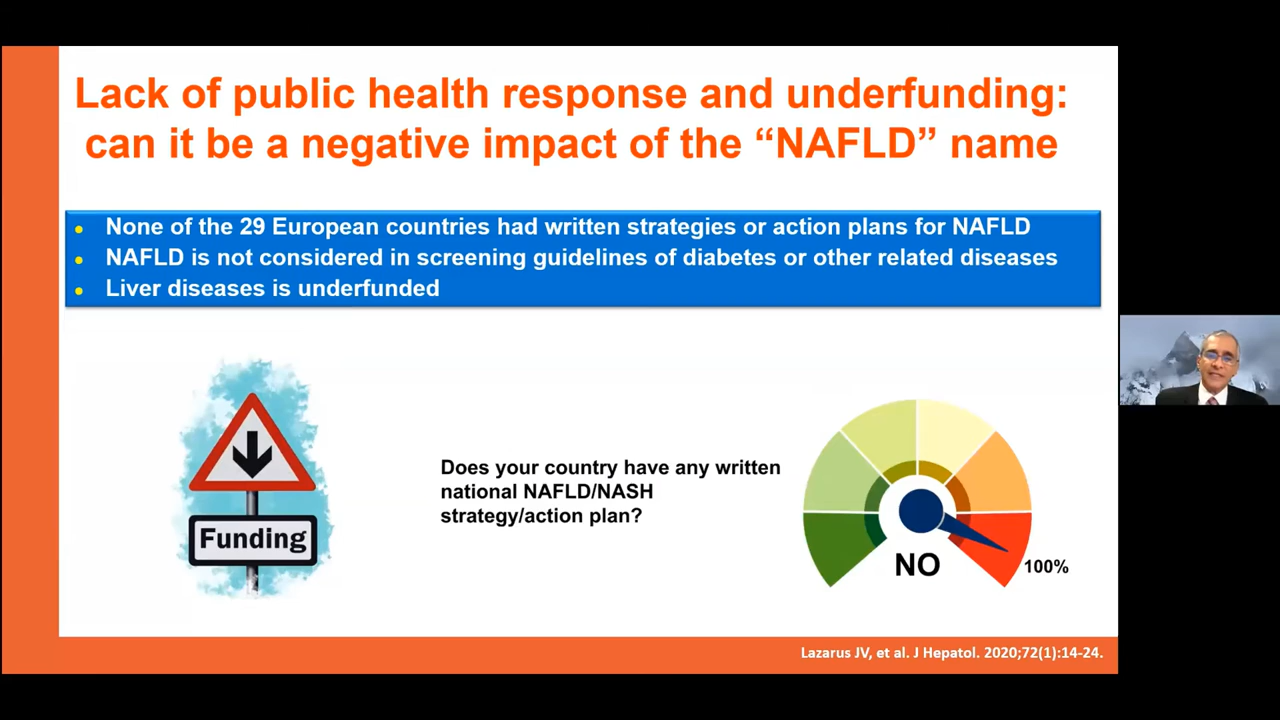 Lack of public health response and underfunding:
can it be a negative impact of the “NAFLD” name
• None of the 29 European countries had written strategies or action plans for NAFLD
• NAFLD is not considered in screening guidelines of diabetes or other related diseases
• Liver diseases is underfunded
Funding
Does your country have any written
national NAFLD/NASH
strategy/action plan?
NO
100%
Lazarus JV, et al. J Hepatol. 2020;72(1):14-24.